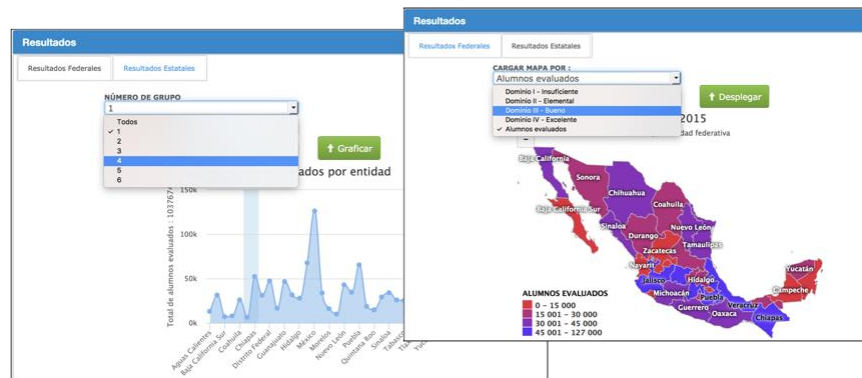 Resultados
Resultados Federales
Resultados Estatales
NÚMERO DE GRUPO
1
Todos
✓ 1
2
3
4
5
6
Graficar
ados por entidad
Total de alumnos evaluados : 1037674
150k
100k
50k
0k
Aguas Calientes
Baja California Sur
Coahuila
Chiapas
Distrito Federal
Guanajuato
Hidalgo
México
Morelos
Nuevo León
Puebla
Quintana Roo
Sinaloa
Tabasco
Resultados
Resultados Federales
Resultados Estatales
CARGAR MAPA POR :
Alumnos evaluados
Dominio I - Insuficiente
Dominio II - Elemental
Dominio III - Bueno
Dominio IV - Excelente
✓ Alumnos evaluados
Desplegar
2015
dad federativa
Baja California
Sonora
Chihuahua
Coahuila
Baja California Sur
Sinaloa
Nuevo León
Durango
Tamaulipas
Zacatecas
Nayarit
Jalisco
Hidalgo
Yucatán
Campeche
Michoacán
Puebla
Veracruz
Guerrero
Oaxaca
Chiapas
ALUMNOS EVALUADOS
0 - 15 000
15 001 - 30 000
30 001 - 45 000
45 001 - 127 000